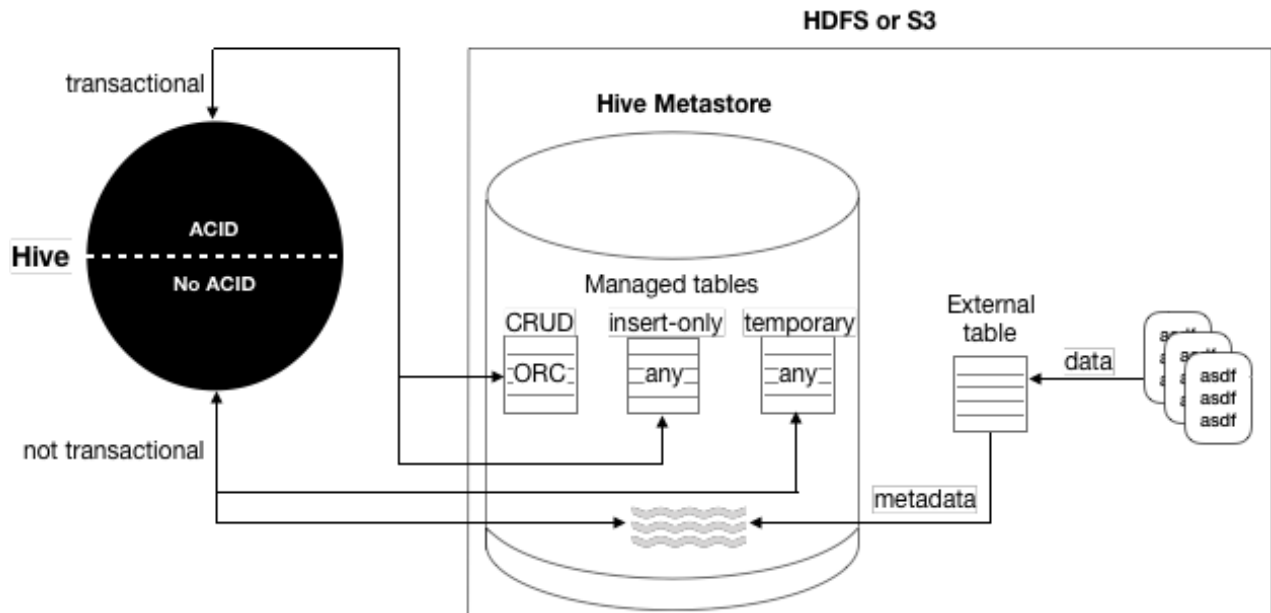 HDFS or S3
transactional
Hive Metastore
ACID
Hive
No ACID
Managed tables
CRUD
insert-only
temporary
External
table
ORC
any
any
data
asdf
asdf
asdf
not transactional
metadata